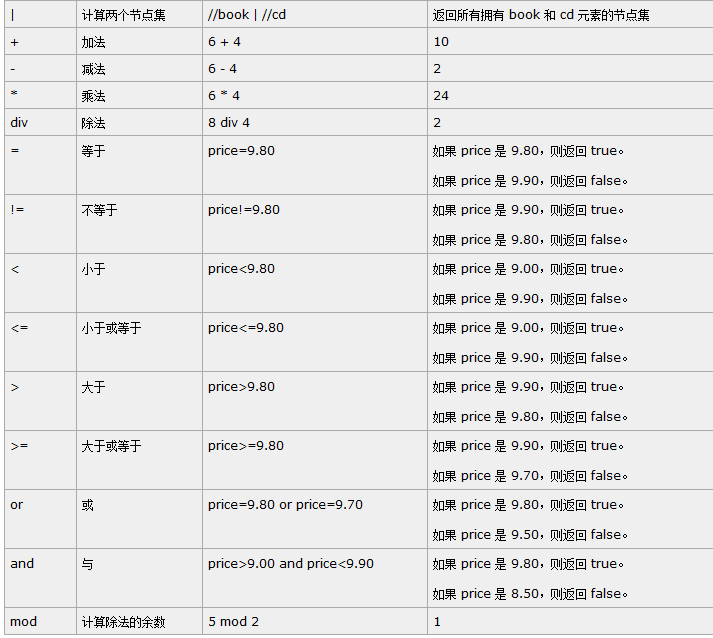 | 计算两个节点集 //book | //cd 返回所有拥有 book 和 cd 元素的节点集
+ 加法 6 + 4 10
- 减法 6 - 4 2
* 乘法 6 * 4 24
div 除法 8 div 4 2
= 等于 price=9.80 如果 price 是 9.80，则返回 true。
如果 price 是 9.90，则返回 false。
!= 不等于 price!=9.80 如果 price 是 9.90，则返回 true。
如果 price 是 9.80，则返回 false。
< 小于 price<9.80 如果 price 是 9.00，则返回 true。
如果 price 是 9.90，则返回 false。
<= 小于或等于 price<=9.80 如果 price 是 9.00，则返回 true。
如果 price 是 9.90，则返回 false。
> 大于 price>9.80 如果 price 是 9.90，则返回 true。
如果 price 是 9.80，则返回 false。
>= 大于或等于 price>=9.80 如果 price 是 9.90，则返回 true。
如果 price 是 9.70，则返回 false。
or 或 price=9.80 or price=9.70 如果 price 是 9.80，则返回 true。
如果 price 是 9.50，则返回 false。
and 与 price>9.00 and price<9.90 如果 price 是 9.80，则返回 true。
如果 price 是 8.50，则返回 false。
mod 计算除法的余数 5 mod 2 1